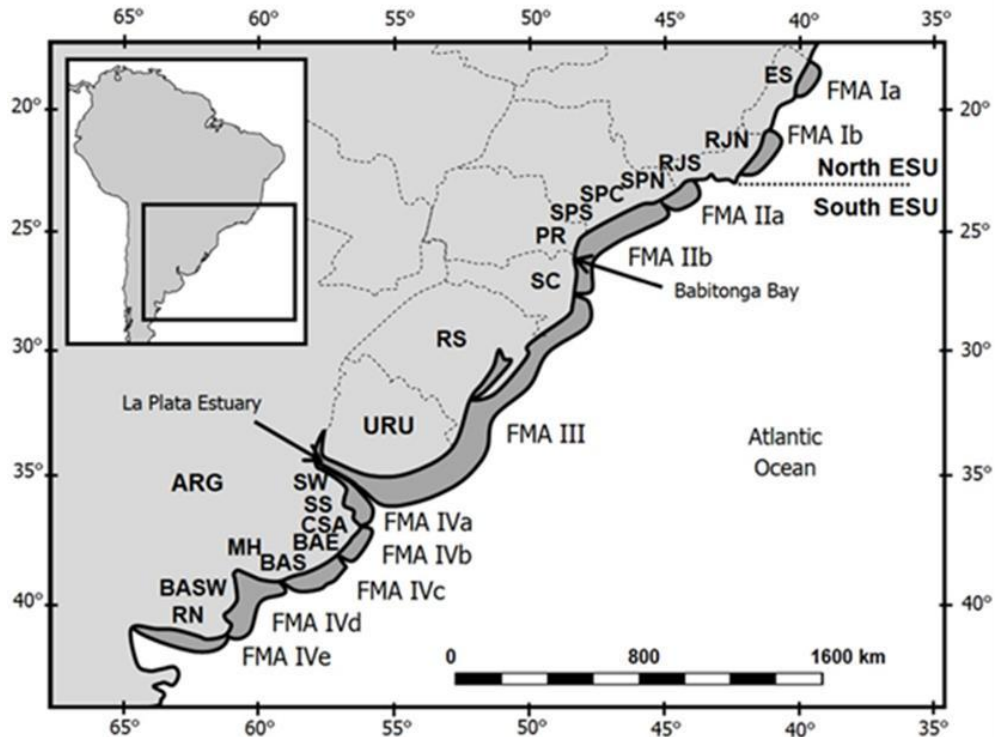 65° 60° 55° 50° 45° 40° 35°
ES
FMA Ia
20° 20°
RJN
FMA Ib
RJS
North ESU
SPN
SPC
South ESU
SPS
FMA IIa
25° 25°
PR
FMA IIb
SC
Babitonga Bay
RS
30° 30°
La Plata Estuary
URU
FMA III
Atlantic
Ocean
35° 35°
ARG
SW
SS
FMA IVa
CSA
BAE
MH
FMA IVb
BAS
BASW
FMA IVc
40° 40°
RN
FMA IVd
FMA IVe
0 800 1600 km
65° 60° 55° 50° 45° 40° 35°